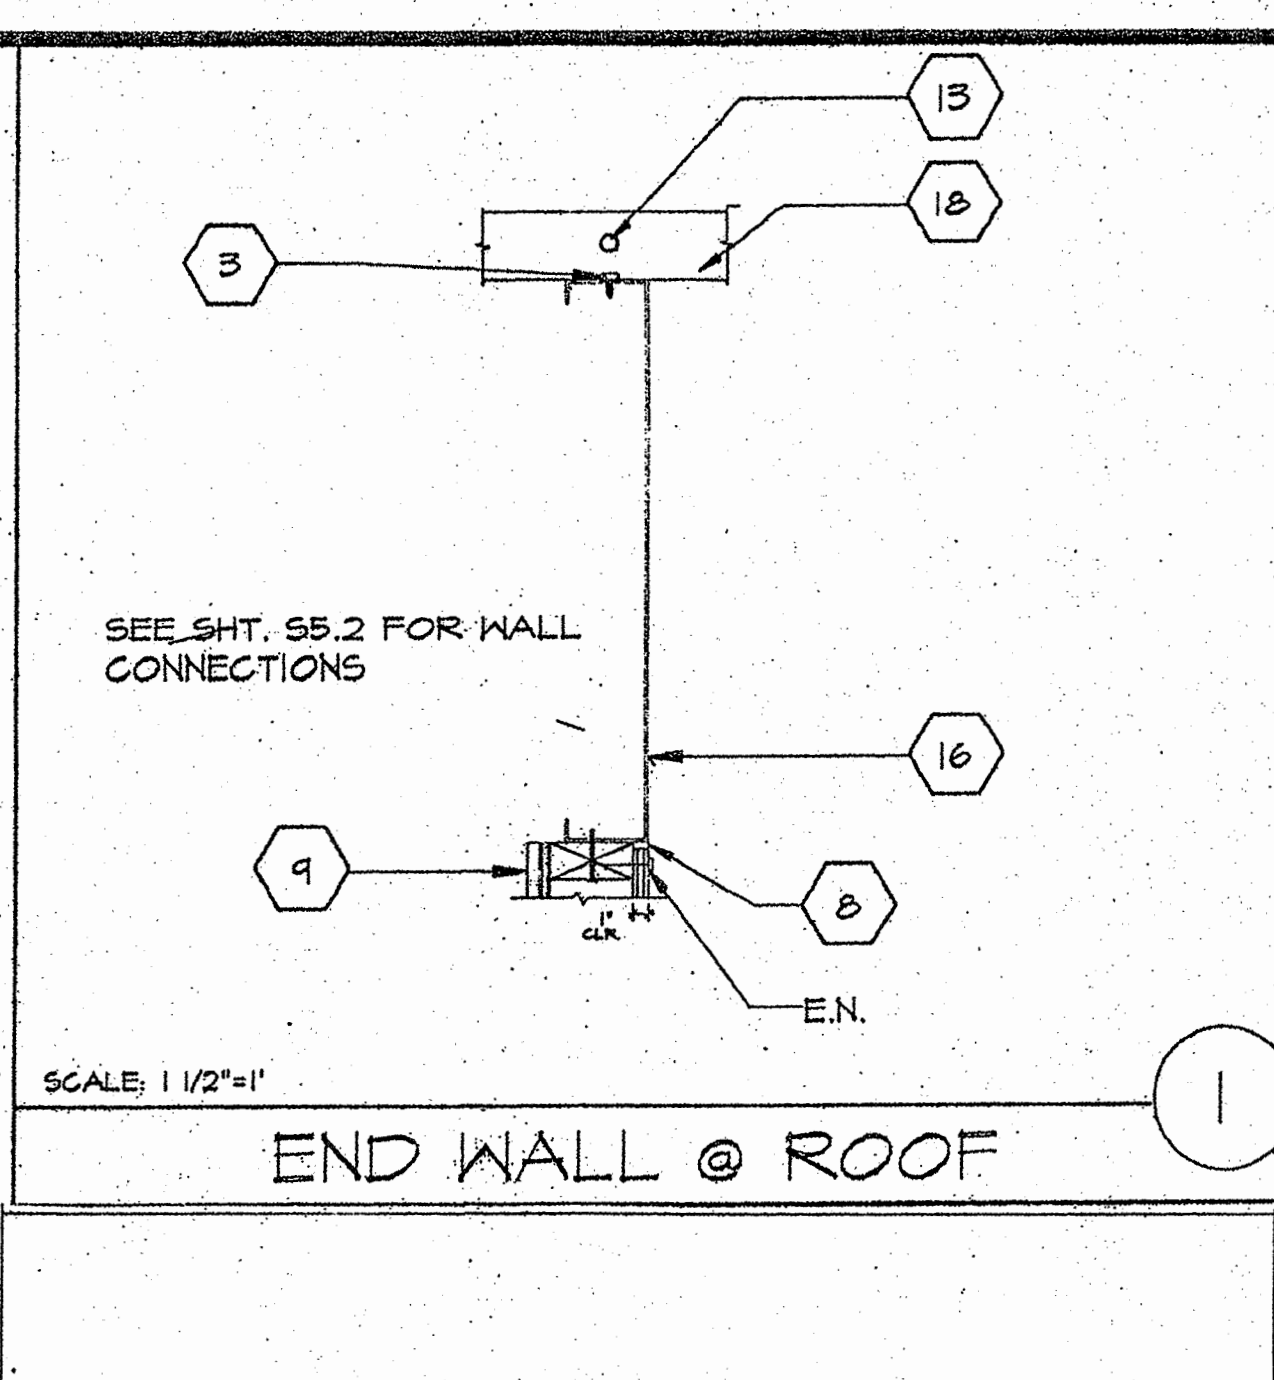 13
18
3
SEE SHT. S5.2 FOR WALL
CONNECTIONS
16
9
8
1"
CLR.
E.N.
SCALE: 1 1/2"=1'
1
END WALL @ ROOF